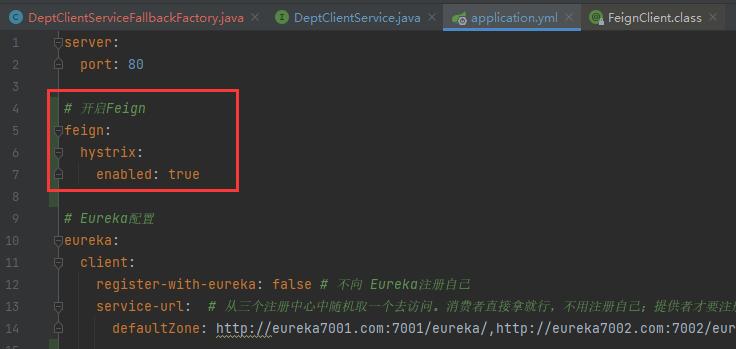 DeptClientServiceFallbackFactory.java × DeptClientService.java × application.yml × FeignClient.class
1 server:
2 port: 80
3
4 # 开启Feign
5 feign:
6 hystrix:
7 enabled: true
8
9 # Eureka配置
10 eureka:
11 client:
12 register-with-eureka: false # 不向 Eureka注册自己
13 service-url: # 从三个注册中心中随机取一个去访问。消费者直接拿就行，不用注册自己；提供者才要注
14 defaultZone: http://eureka7001.com:7001/eureka/,http://eureka7002.com:7002/eur
15